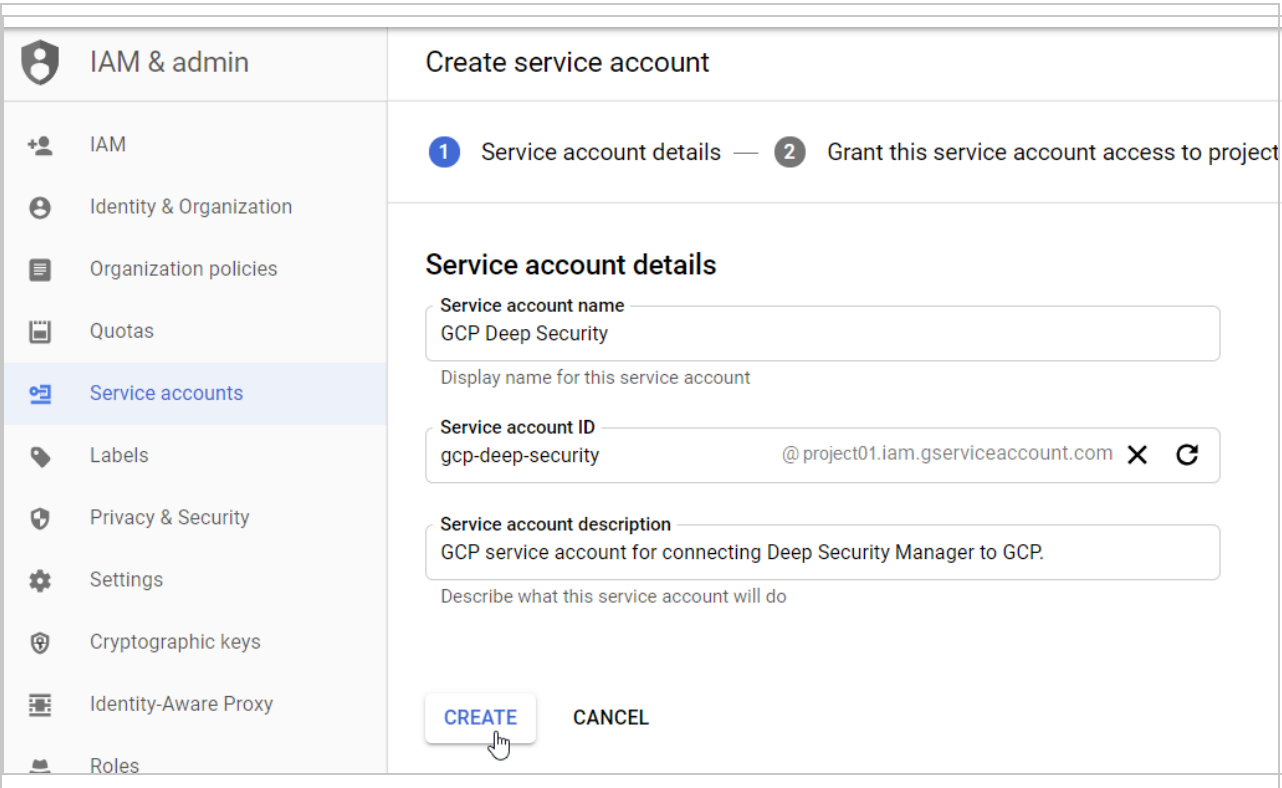 IAM & admin
Create service account
IAM
Identity & Organization
Organization policies
Quotas
Service accounts
Labels
Privacy & Security
Settings
Cryptographic keys
Identity-Aware Proxy
Roles
1 Service account details — 2 Grant this service account access to project
Service account details
Service account name
GCP Deep Security
Display name for this service account
Service account ID
gcp-deep-security @project01.iam.gserviceaccount.com
Service account description
GCP service account for connecting Deep Security Manager to GCP.
Describe what this service account will do
CREATE CANCEL